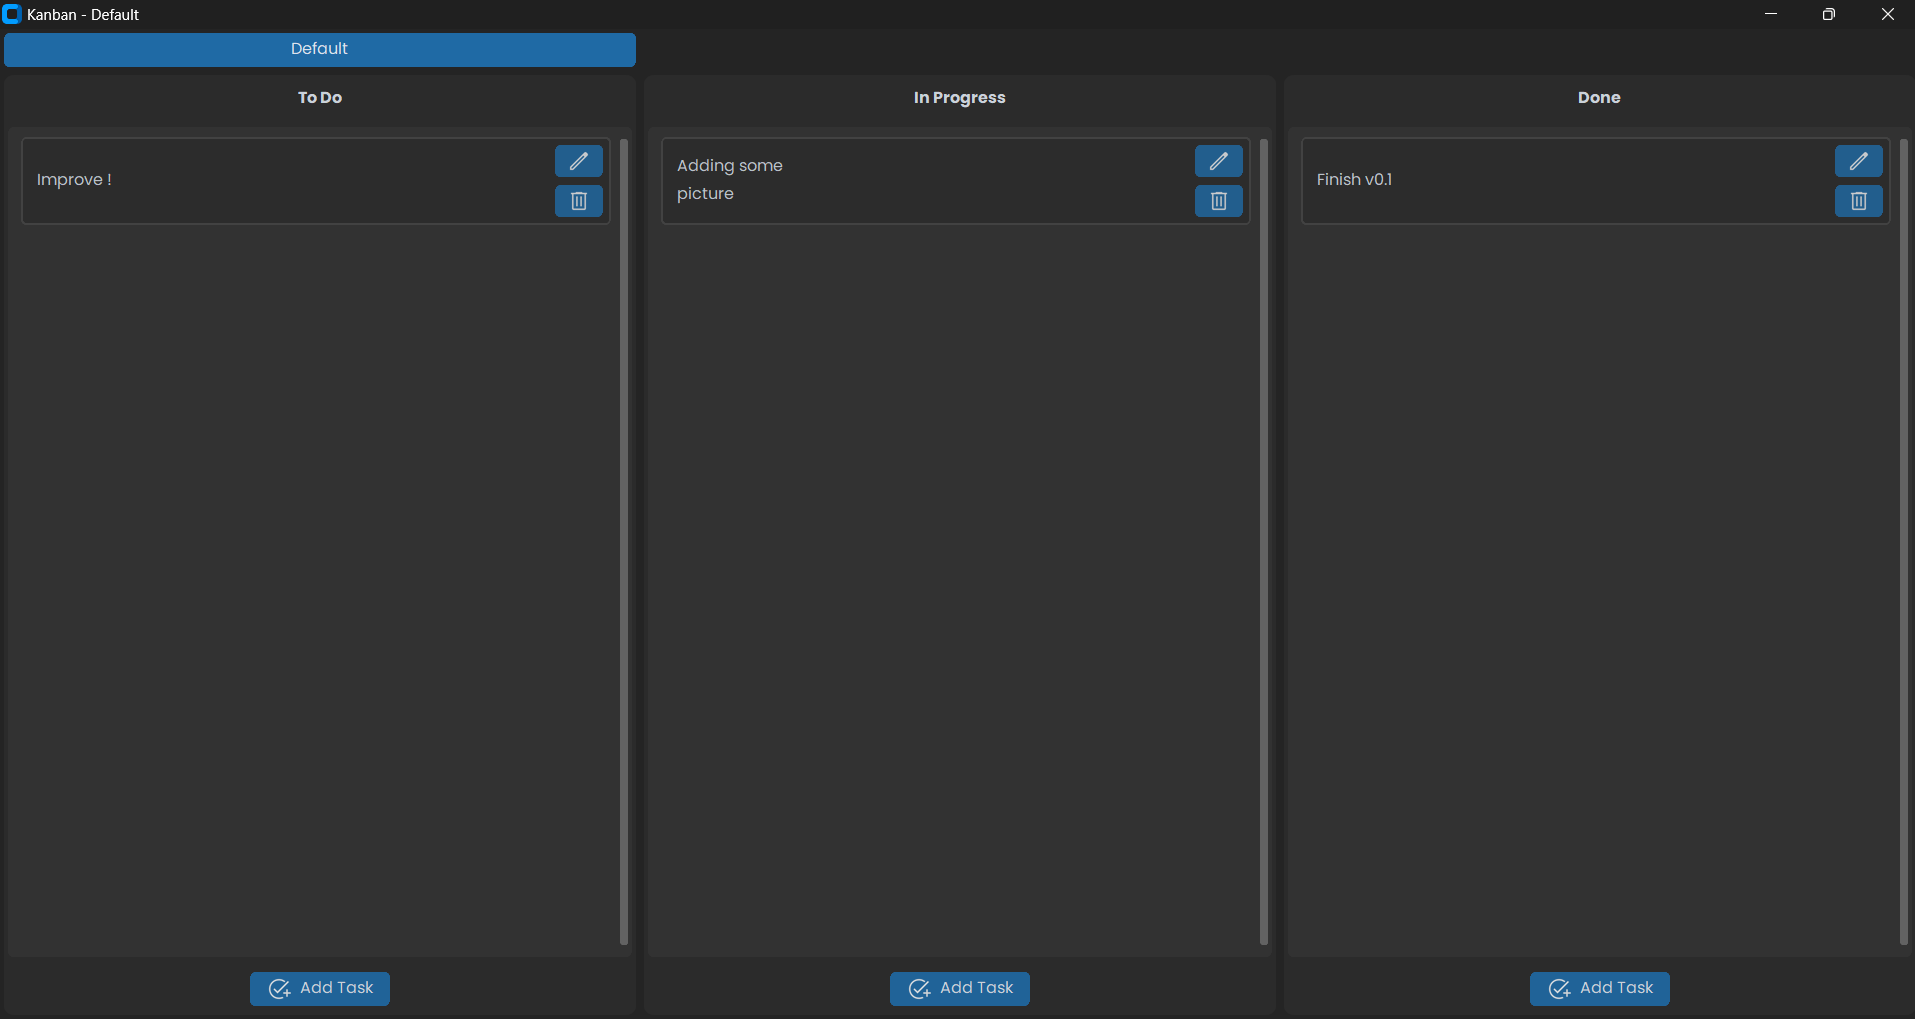 Kanban - Default
Default
To Do
In Progress
Done
Improve !
Adding some
picture
Finish v0.1
Add Task
Add Task
Add Task